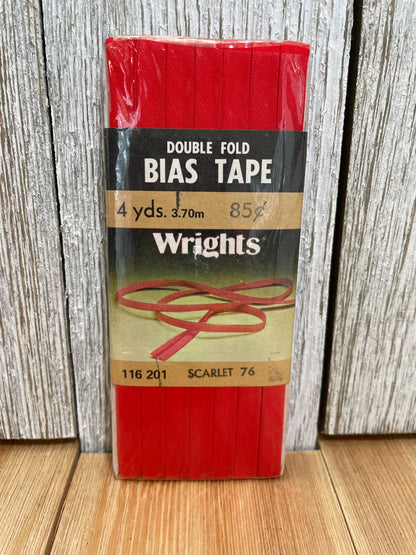 DOUBLE FOLD
BIAS TAPE
4 yds. 3.70m 85¢
Wrights
116 201 SCARLET 76